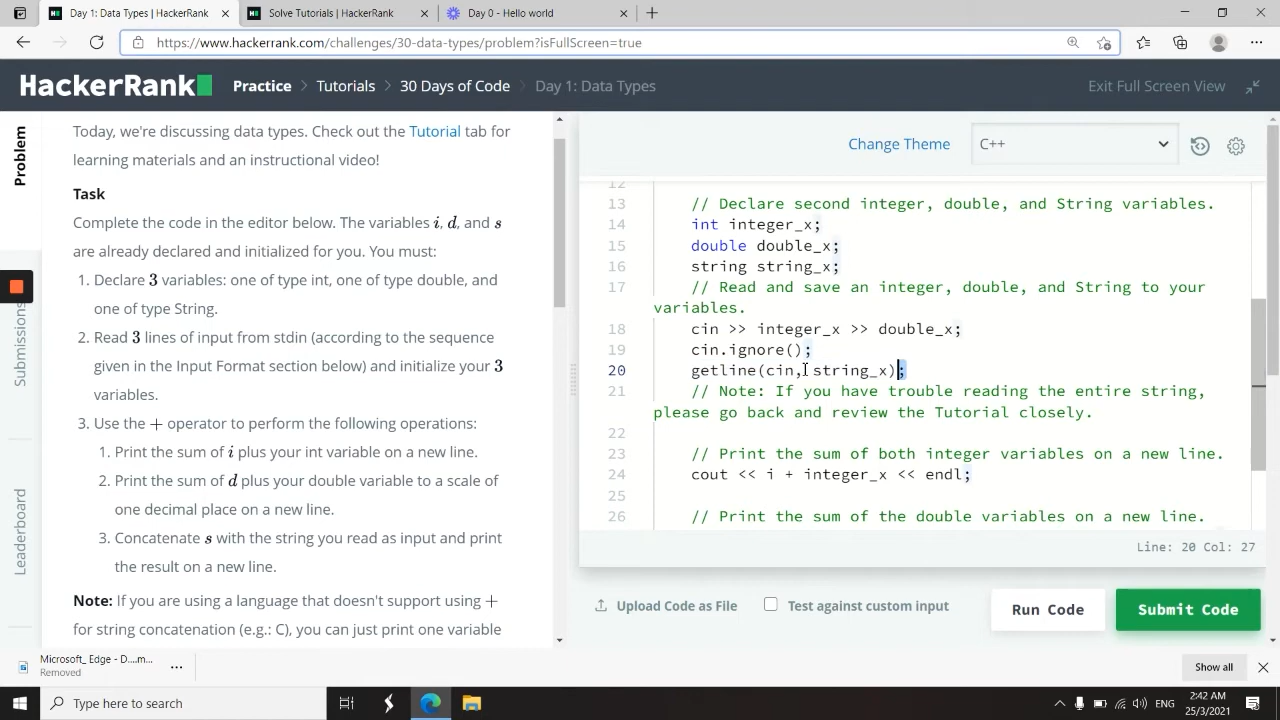 Day 1: Data Types | HackerRank
Solve Tutorials | HackerRank
Day 0 - Hello world
https://www.hackerrank.com/challenges/30-data-types/problem?isFullScreen=true
HackerRank
Practice > Tutorials > 30 Days of Code > Day 1: Data Types
Exit Full Screen View
Problem
Submissions
Leaderboard
Today, we're discussing data types. Check out the Tutorial tab for
learning materials and an instructional video!
Task
Complete the code in the editor below. The variables i, d, and s
are already declared and initialized for you. You must:
1. Declare 3 variables: one of type int, one of type double, and
one of type String.
2. Read 3 lines of input from stdin (according to the sequence
given in the Input Format section below) and initialize your 3
variables.
3. Use the + operator to perform the following operations:
1. Print the sum of i plus your int variable on a new line.
2. Print the sum of d plus your double variable to a scale of
one decimal place on a new line.
3. Concatenate s with the string you read as input and print
the result on a new line.
Note: If you are using a language that doesn't support using +
for string concatenation (e.g.: C), you can just print one variable
Change Theme
C++
12
13 // Declare second integer, double, and String variables.
14 int integer_x;
15 double double_x;
16 string string_x;
17 // Read and save an integer, double, and String to your
variables.
18 cin >> integer_x >> double_x;
19 cin.ignore();
20 getline(cin, string_x);
21 // Note: If you have trouble reading the entire string,
please go back and review the Tutorial closely.
22
23 // Print the sum of both integer variables on a new line.
24 cout << i + integer_x << endl;
25
26 // Print the sum of the double variables on a new line.
Line: 20 Col: 27
Upload Code as File
Test against custom input
Run Code
Submit Code
Microsoft_ Edge - D....m...
Removed
Show all
Type here to search
ENG
2:42 AM
25/3/2021